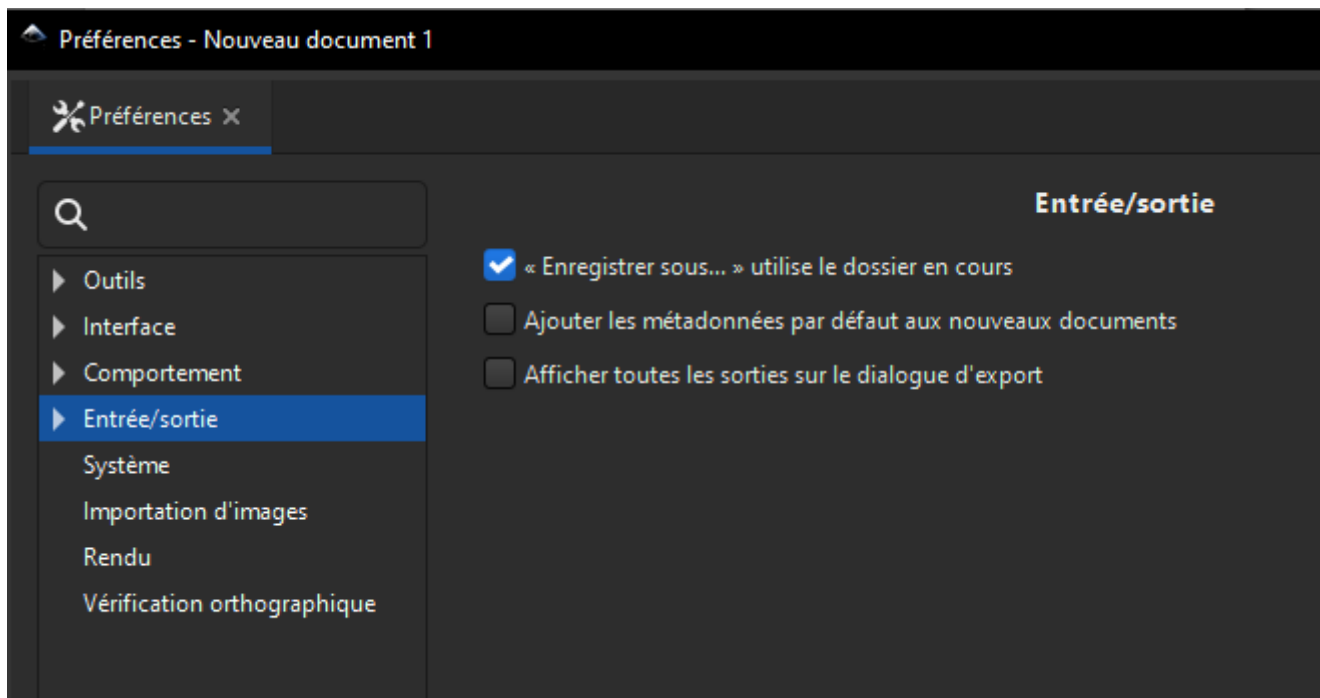 Préférences - Nouveau document 1
Préférences
Entrée/sortie
« Enregistrer sous... » utilise le dossier en cours
Ajouter les métadonnées par défaut aux nouveaux documents
Afficher toutes les sorties sur le dialogue d'export
Outils
Interface
Comportement
Entrée/sortie
Système
Importation d'images
Rendu
Vérification orthographique